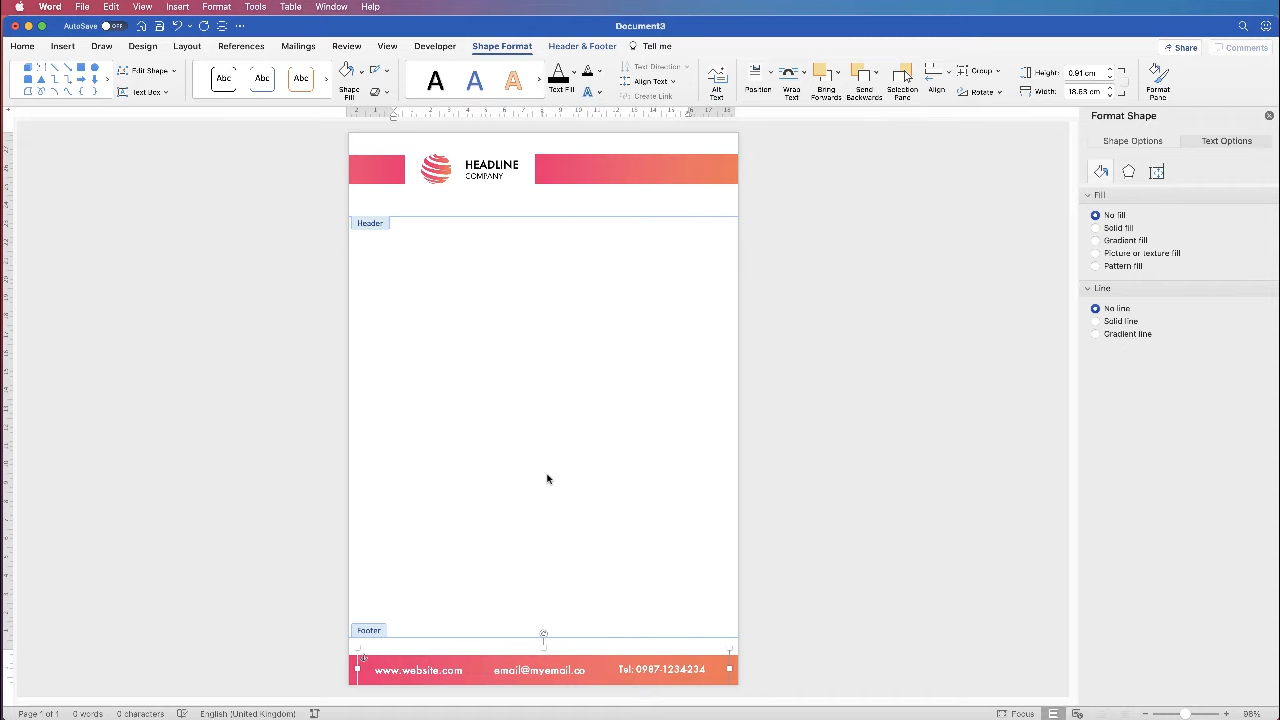 Word File Edit View Insert Format Tools Table Window Help
AutoSave OFF Document3
Home Insert Draw Design Layout References Mailings Review View Developer Shape Format Header & Footer Tell me Share Comments
Edit Shape Text Box
Abc Abc Abc
Shape Fill
A A A
Text Fill
Text Direction
Align Text
Create Link
Alt Text
Position
Wrap Text
Bring Forwards
Send Backwards
Selection Pane
Align
Group
Rotate
Height: 0.91 cm
Width: 18.63 cm
Format Pane
Format Shape
Shape Options Text Options
Fill
No fill
Solid fill
Gradient fill
Picture or texture fill
Pattern fill
Line
No line
Solid line
Gradient line
HEADLINE
COMPANY
Header
Footer
www.website.com email@myemail.co Tel: 0987-1234-234
Page 1 of 1 0 words 0 characters English (United Kingdom) Focus 98%